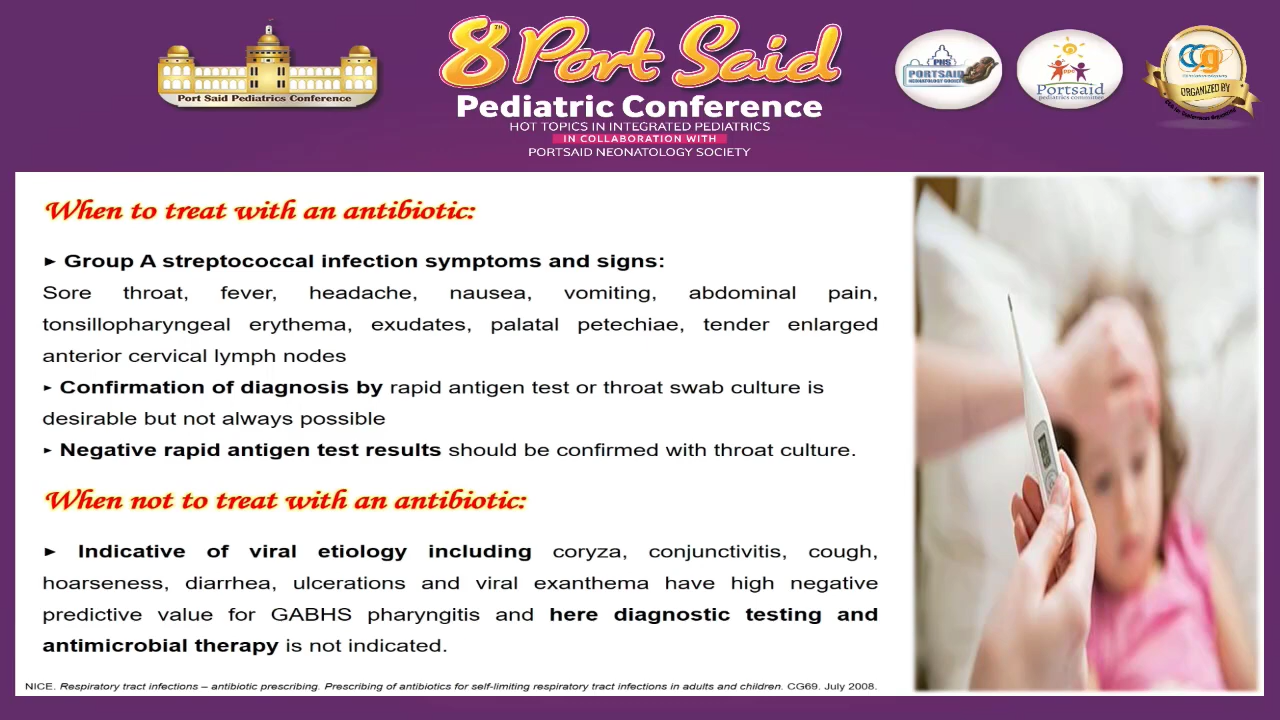 8TH Port Said
Pediatric Conference
HOT TOPICS IN INTEGRATED PEDIATRICS
IN COLLABORATION WITH
PORTSAID NEONATOLOGY SOCIETY
Port Said Pediatrics Conference
PNS
PORTSAID
NEONATOLOGY SOCIETY
ppc
Portsaid
pediatrics committee
CCg
ORGANIZED BY
When to treat with an antibiotic:
► Group A streptococcal infection symptoms and signs:
Sore throat, fever, headache, nausea, vomiting, abdominal pain,
tonsillopharyngeal erythema, exudates, palatal petechiae, tender enlarged
anterior cervical lymph nodes
► Confirmation of diagnosis by rapid antigen test or throat swab culture is
desirable but not always possible
► Negative rapid antigen test results should be confirmed with throat culture.
When not to treat with an antibiotic:
► Indicative of viral etiology including coryza, conjunctivitis, cough,
hoarseness, diarrhea, ulcerations and viral exanthema have high negative
predictive value for GABHS pharyngitis and here diagnostic testing and
antimicrobial therapy is not indicated.
NICE. Respiratory tract infections – antibiotic prescribing. Prescribing of antibiotics for self-limiting respiratory tract infections in adults and children. CG69. July 2008.